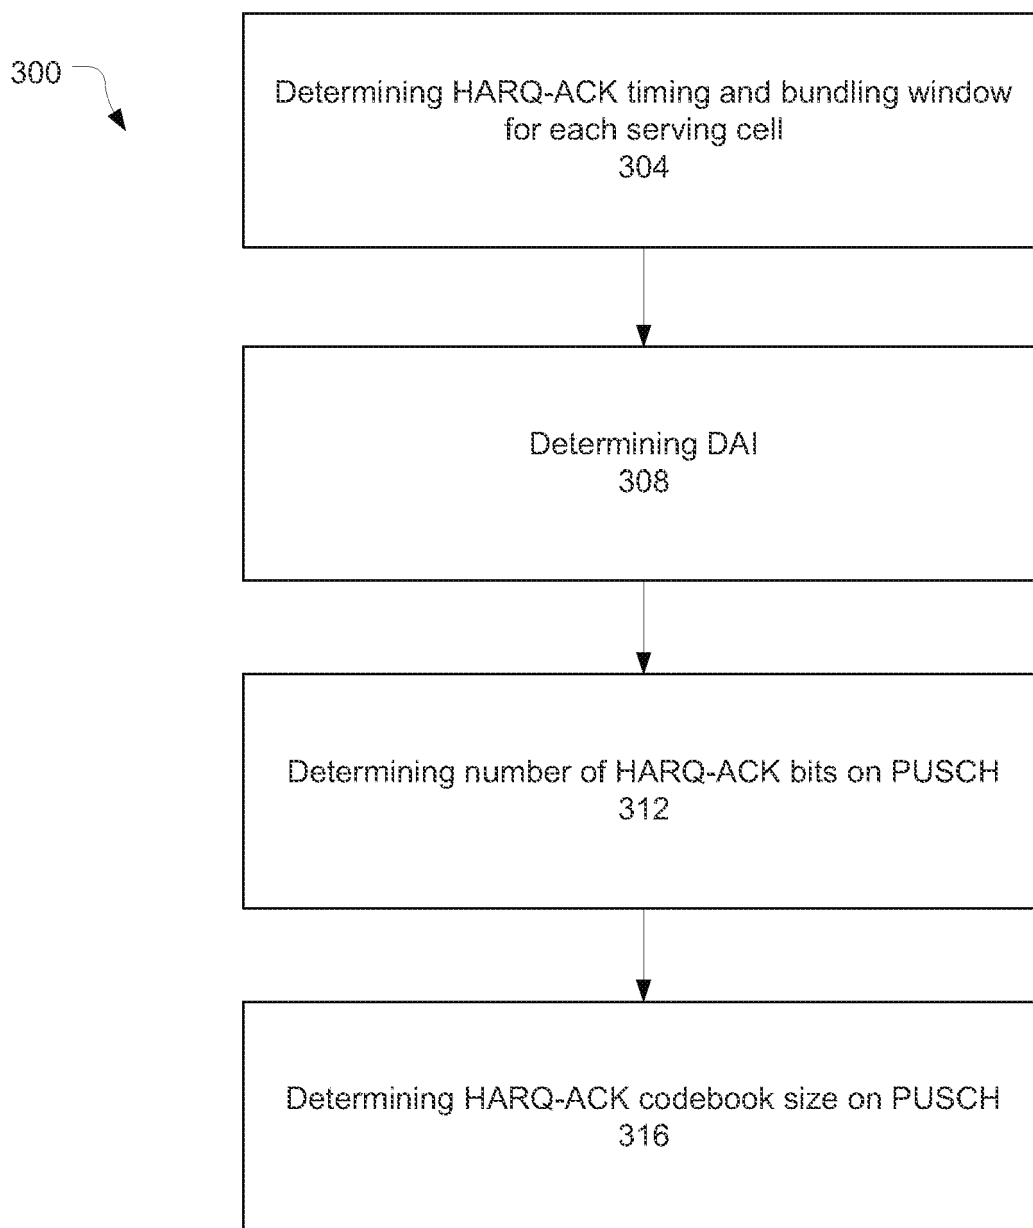 300
Determining HARQ-ACK timing and bundling window
for each serving cell
304
Determining DAI
308
Determining number of HARQ-ACK bits on PUSCH
312
Determining HARQ-ACK codebook size on PUSCH
316